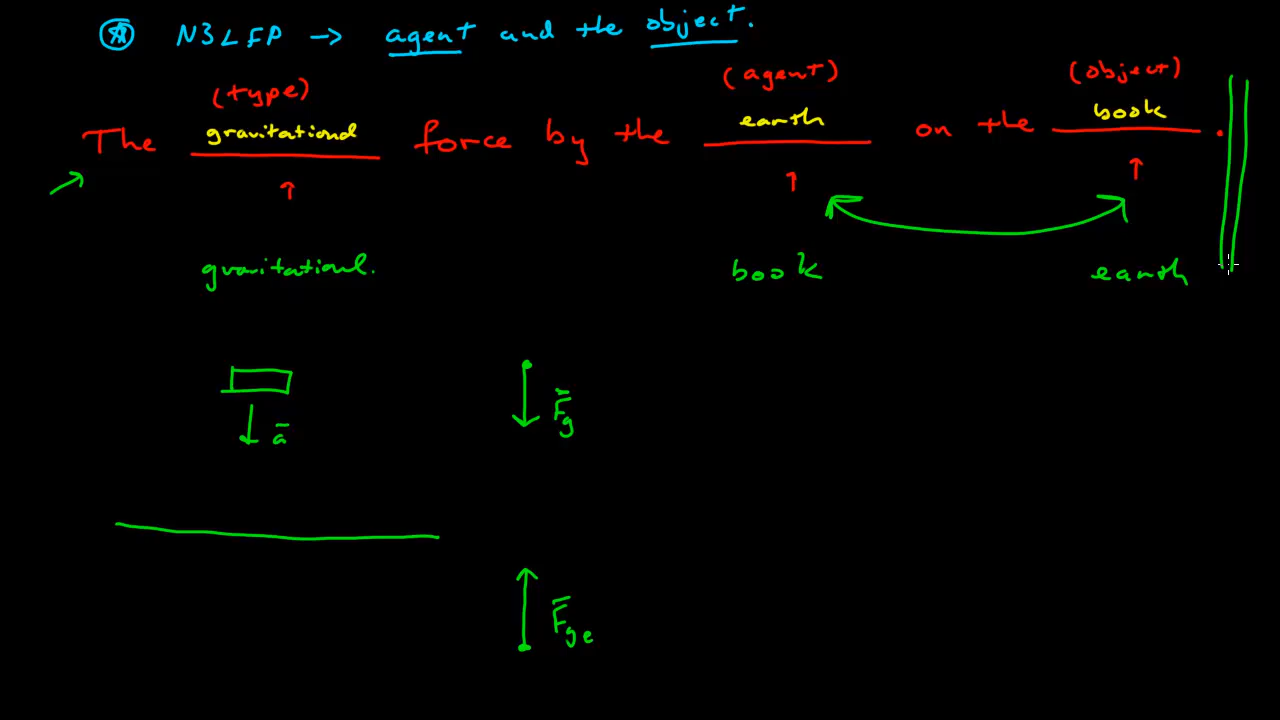 N3LFP → agent and the object.
(type) (agent) (object)
The gravitational force by the earth on the book.
gravitationl. book earth
F̄g
ā
F̄ge